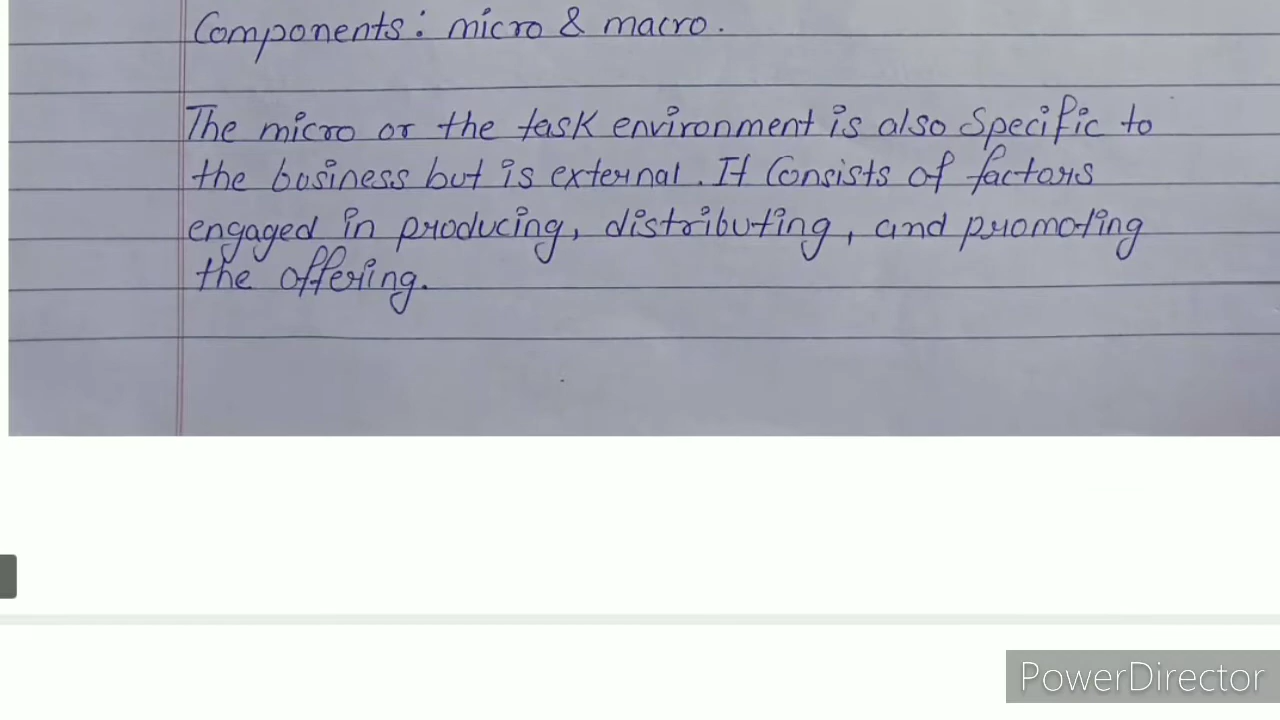 Components: micro & macro.
The micro or the task environment is also specific to
the business but is external. It consists of factors
engaged in producing, distributing, and promoting
the offering.
PowerDirector